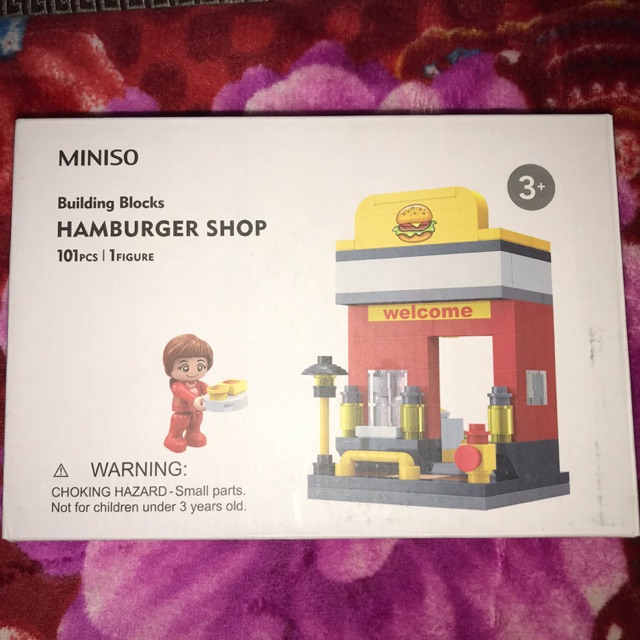 MINISO
3+
Building Blocks
HAMBURGER SHOP
101PCS | 1FIGURE
welcome
⚠ WARNING:
CHOKING HAZARD-Small parts.
Not for children under 3 years old.